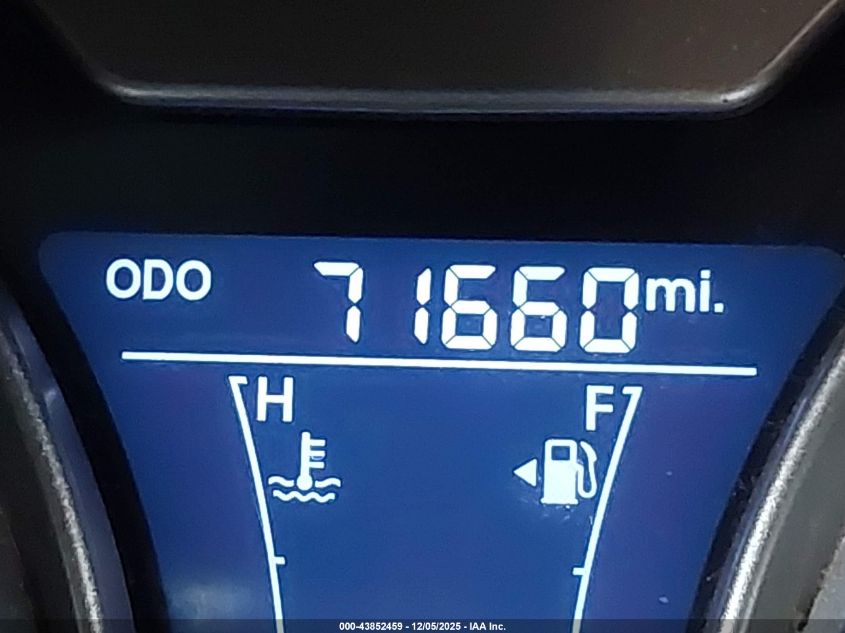 ODO 71660 mi.
H F
000-43852459 - 12/05/2025 - IAA Inc.